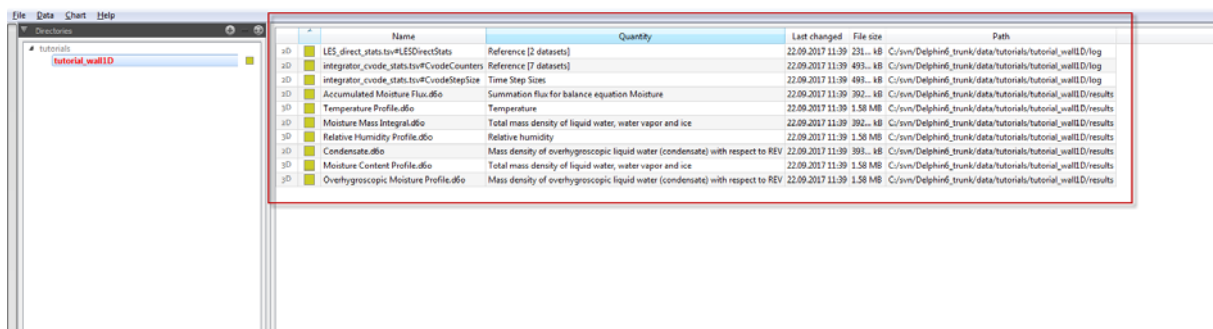 File Data Chart Help
Directories
tutorials
tutorial_wall1D
Name Quantity Last changed File size Path
2D LES_direct_stats.tsv#LESDirectStats Reference [2 datasets] 22.09.2017 11:39 231... kB C:/svn/Delphin6_trunk/data/tutorials/tutorial_wall1D/log
2D integrator_cvode_stats.tsv#CvodeCounters Reference [7 datasets] 22.09.2017 11:39 493... kB C:/svn/Delphin6_trunk/data/tutorials/tutorial_wall1D/log
2D integrator_cvode_stats.tsv#CvodeStepSize Time Step Sizes 22.09.2017 11:39 493... kB C:/svn/Delphin6_trunk/data/tutorials/tutorial_wall1D/log
2D Accumulated Moisture Flux.d6o Summation flux for balance equation Moisture 22.09.2017 11:39 392... kB C:/svn/Delphin6_trunk/data/tutorials/tutorial_wall1D/results
3D Temperature Profile.d6o Temperature 22.09.2017 11:39 1.58 MB C:/svn/Delphin6_trunk/data/tutorials/tutorial_wall1D/results
2D Moisture Mass Integral.d6o Total mass density of liquid water, water vapor and ice 22.09.2017 11:39 392... kB C:/svn/Delphin6_trunk/data/tutorials/tutorial_wall1D/results
3D Relative Humidity Profile.d6o Relative humidity 22.09.2017 11:39 1.58 MB C:/svn/Delphin6_trunk/data/tutorials/tutorial_wall1D/results
2D Condensate.d6o Mass density of overhygroscopic liquid water (condensate) with respect to REV 22.09.2017 11:39 393... kB C:/svn/Delphin6_trunk/data/tutorials/tutorial_wall1D/results
3D Moisture Content Profile.d6o Total mass density of liquid water, water vapor and ice 22.09.2017 11:39 1.58 MB C:/svn/Delphin6_trunk/data/tutorials/tutorial_wall1D/results
3D Overhygroscopic Moisture Profile.d6o Mass density of overhygroscopic liquid water (condensate) with respect to REV 22.09.2017 11:39 1.58 MB C:/svn/Delphin6_trunk/data/tutorials/tutorial_wall1D/results